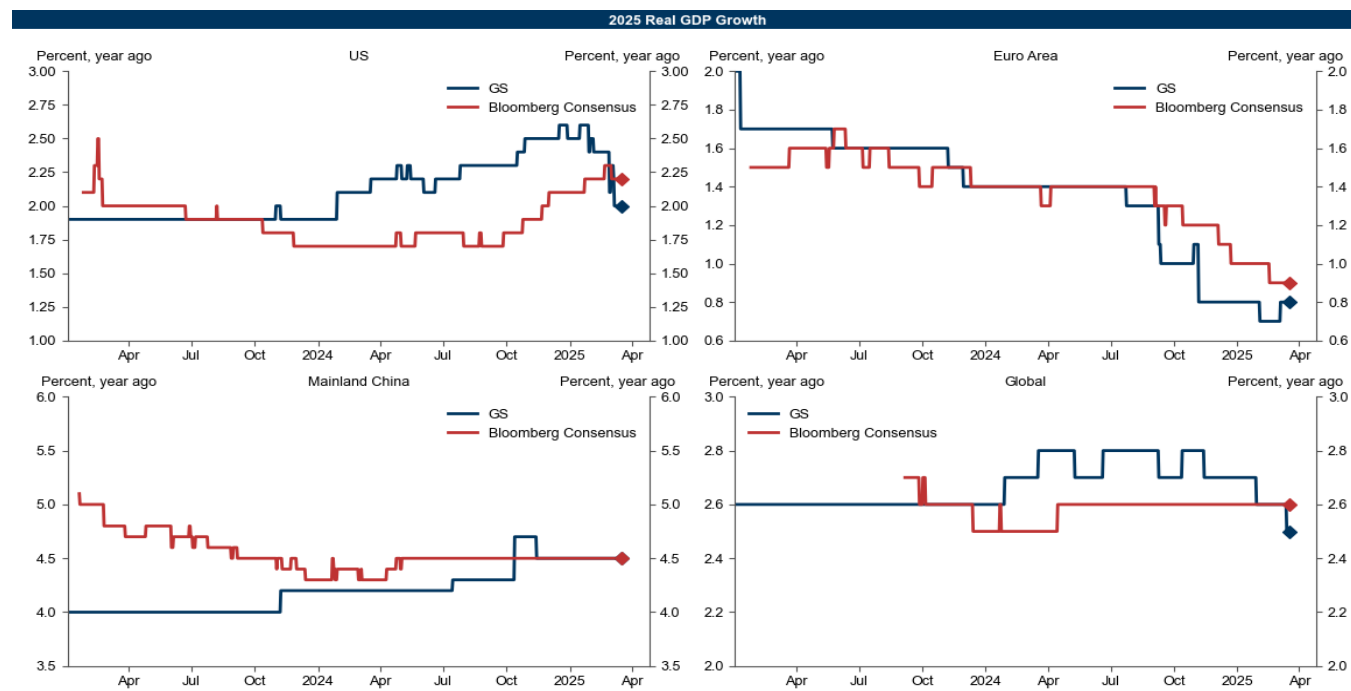 2025 Real GDP Growth
Percent, year ago US Percent, year ago
3.00 3.00
GS
2.75 2.75
Bloomberg Consensus
2.50 2.50
2.25 2.25
2.00 2.00
1.75 1.75
1.50 1.50
1.25 1.25
1.00 1.00
Apr Jul Oct 2024 Apr Jul Oct 2025 Apr
Percent, year ago Euro Area Percent, year ago
2.0 2.0
GS
Bloomberg Consensus
1.8 1.8
1.6 1.6
1.4 1.4
1.2 1.2
1.0 1.0
0.8 0.8
0.6 0.6
Apr Jul Oct 2024 Apr Jul Oct 2025 Apr
Percent, year ago Mainland China Percent, year ago
6.0 6.0
GS
Bloomberg Consensus
5.5 5.5
5.0 5.0
4.5 4.5
4.0 4.0
3.5 3.5
Apr Jul Oct 2024 Apr Jul Oct 2025 Apr
Percent, year ago Global Percent, year ago
3.0 3.0
GS
Bloomberg Consensus
2.8 2.8
2.6 2.6
2.4 2.4
2.2 2.2
2.0 2.0
Apr Jul Oct 2024 Apr Jul Oct 2025 Apr